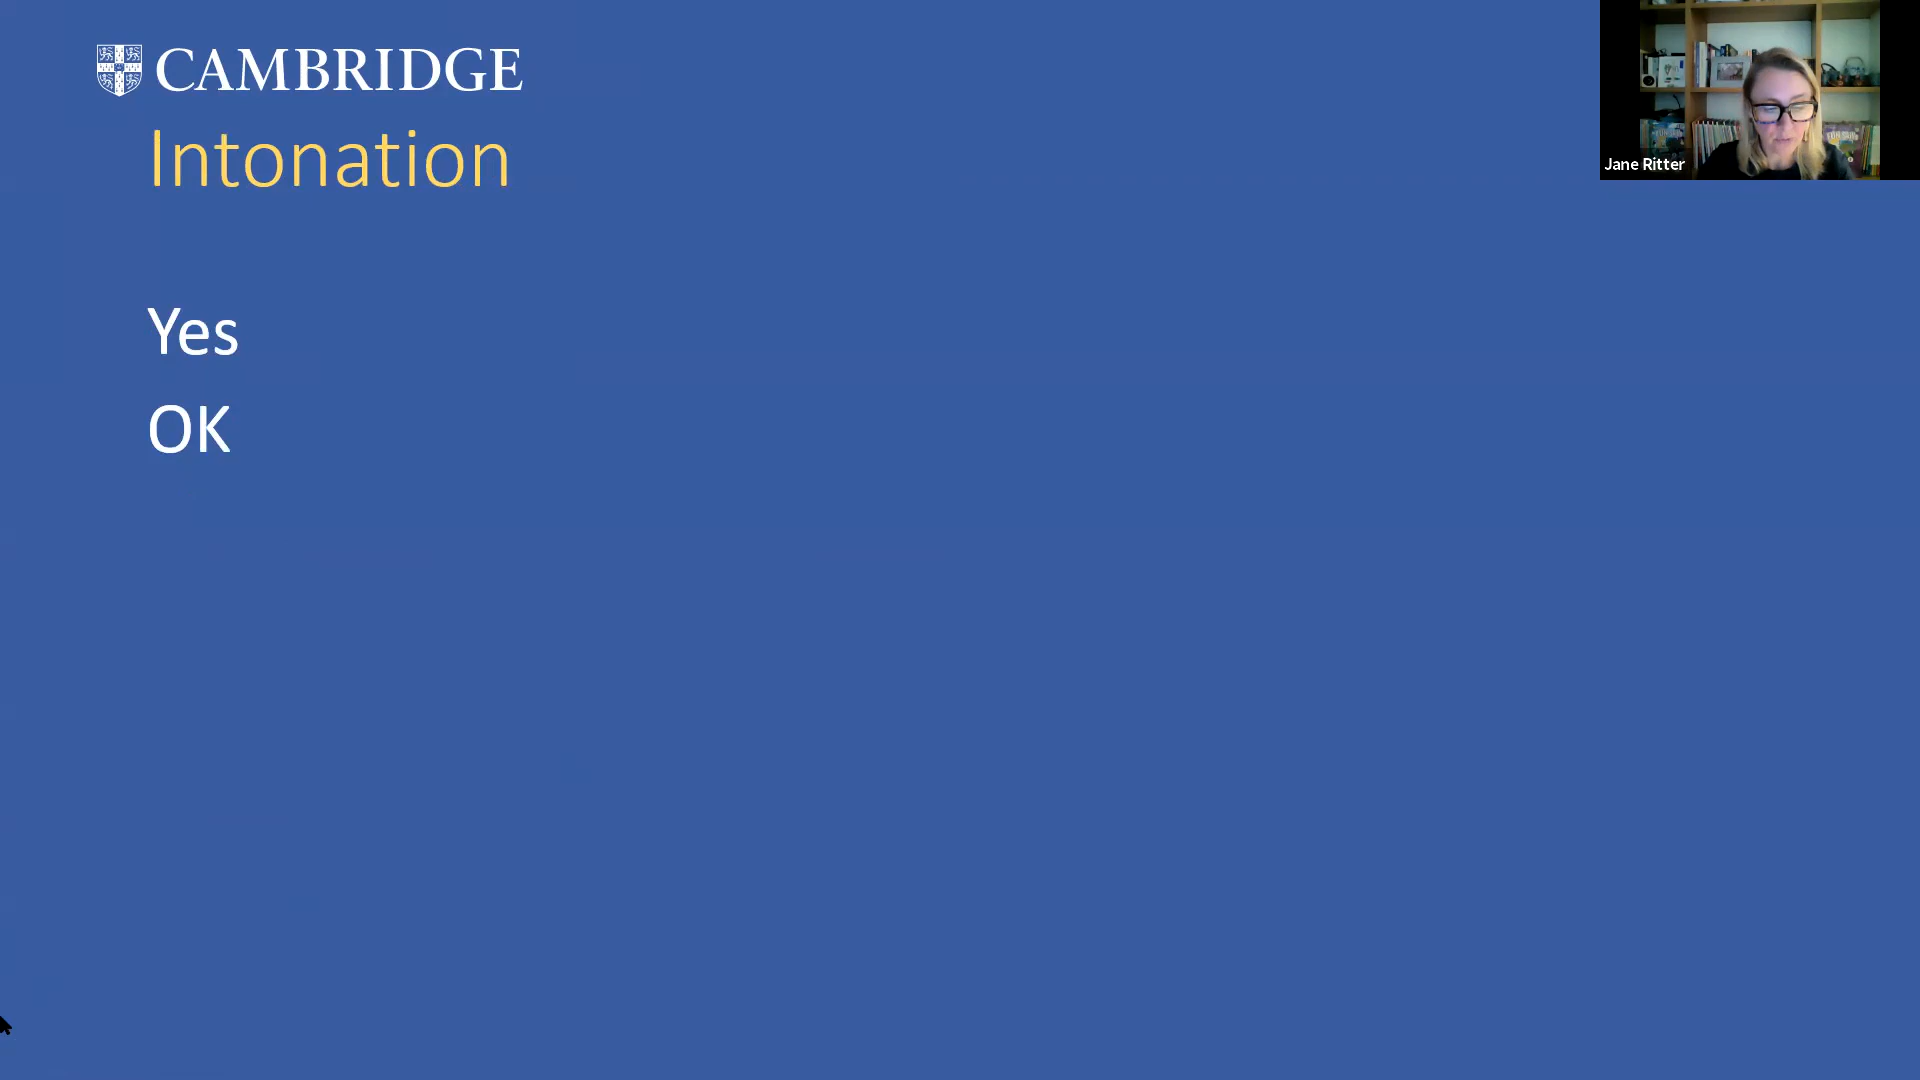 CAMBRIDGE
Intonation
Yes
OK
Jane Ritter